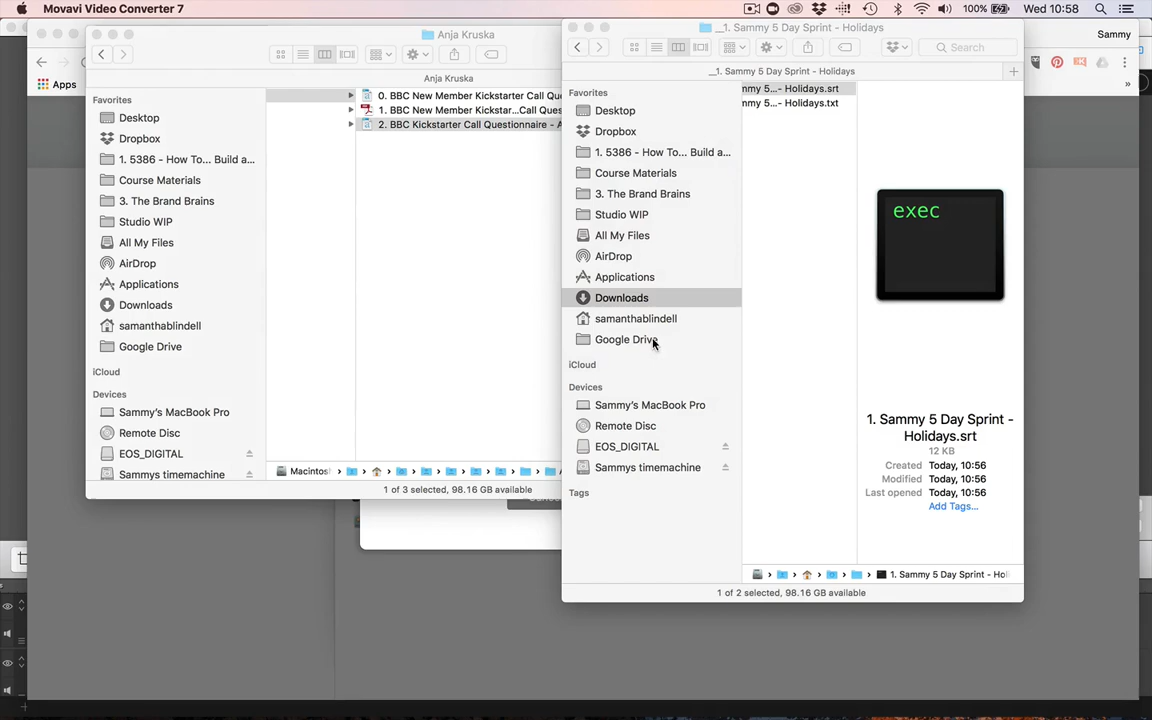 Movavi Video Converter 7
100%
Wed 10:58
Sammy
Apps
»
Anja Kruska
Anja Kruska
Favorites
Desktop
Dropbox
1. 5386 - How To... Build a...
Course Materials
3. The Brand Brains
Studio WIP
All My Files
AirDrop
Applications
Downloads
samanthablindell
Google Drive
iCloud
Devices
Sammy's MacBook Pro
Remote Disc
EOS_DIGITAL
Sammys timemachine
0. BBC New Member Kickstarter Call Qu
1. BBC New Member Kickstar...Call Ques
2. BBC Kickstarter Call Questionnaire - A
Macintos
1 of 3 selected, 98.16 GB available
__1. Sammy 5 Day Sprint - Holidays
Search
__1. Sammy 5 Day Sprint - Holidays
Favorites
Desktop
Dropbox
1. 5386 - How To... Build a...
Course Materials
3. The Brand Brains
Studio WIP
All My Files
AirDrop
Applications
Downloads
samanthablindell
Google Drive
iCloud
Devices
Sammy's MacBook Pro
Remote Disc
EOS_DIGITAL
Sammys timemachine
Tags
mmy 5...- Holidays.srt
mmy 5...- Holidays.txt
exec
1. Sammy 5 Day Sprint -
Holidays.srt
12 KB
Created Today, 10:56
Modified Today, 10:56
Last opened Today, 10:56
Add Tags...
1. Sammy 5 Day Sprint - Hol
1 of 2 selected, 98.16 GB available